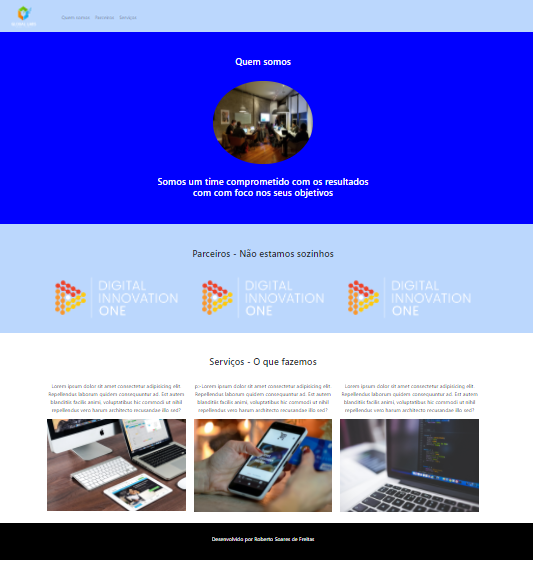 Quem somos Parceiros Serviços
Quem somos
Somos um time comprometido com os resultados
com com foco nos seus objetivos
Parceiros - Não estamos sozinhos
DIGITAL DIGITAL DIGITAL
INNOVATION INNOVATION INNOVATION
ONE ONE ONE
Serviços - O que fazemos
Lorem ipsum dolor sit amet consectetur adipisicing elit.
Repellendus laborum quidem consequuntur ad. Est autem
blanditiis facilis animi, voluptatibus hic commodi ut nihil
repellendus vero harum architecto recusandae illo sed?
p;>Lorem ipsum dolor sit amet consectetur adipisicing elit.
Repellendus laborum quidem consequuntur ad. Est autem
blanditiis facilis animi, voluptatibus hic commodi ut nihil
repellendus vero harum architecto recusandae illo sed?
Lorem ipsum dolor sit amet consectetur adipisicing elit.
Repellendus laborum quidem consequuntur ad. Est autem
blanditiis facilis animi, voluptatibus hic commodi ut nihil
repellendus vero harum architecto recusandae illo sed?
Desenvolvido por Roberto Soares de Freitas